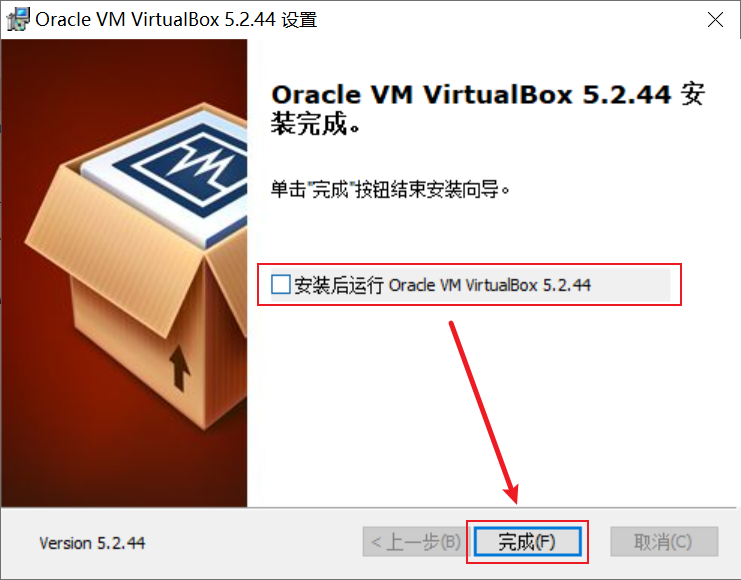 Oracle VM VirtualBox 5.2.44 设置
Oracle VM VirtualBox 5.2.44 安
装完成。
单击"完成"按钮结束安装向导。
安装后运行 Oracle VM VirtualBox 5.2.44
Version 5.2.44
< 上一步(B)
完成(F)
取消(C)